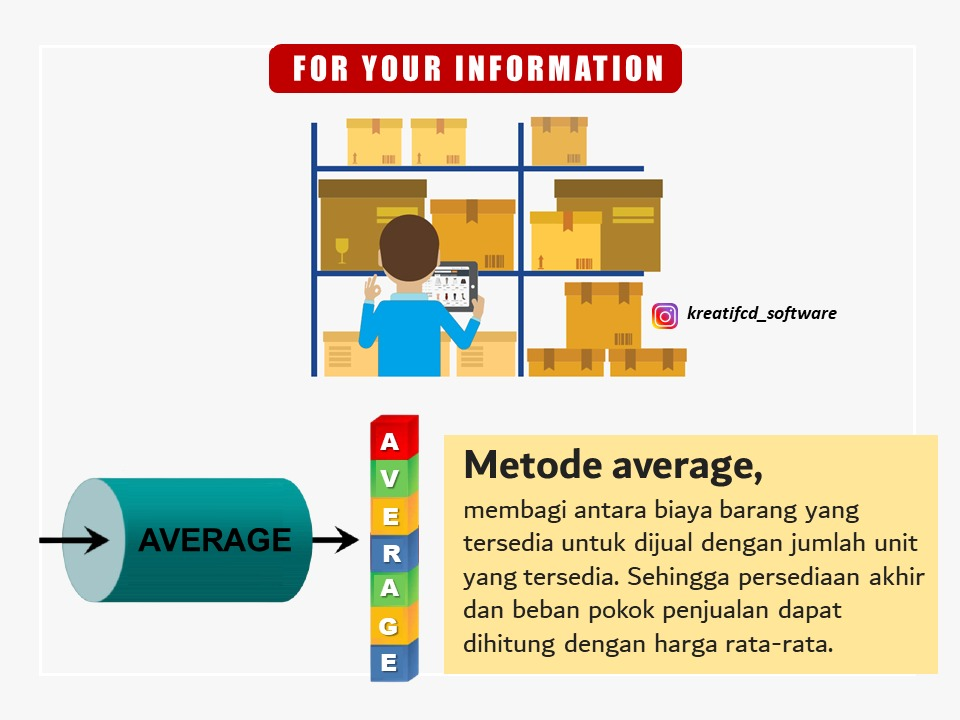 FOR YOUR INFORMATION
kreatifcd_software
AVERAGE
A
V
E
R
A
G
E
Metode average,
membagi antara biaya barang yang
tersedia untuk dijual dengan jumlah unit
yang tersedia. Sehingga persediaan akhir
dan beban pokok penjualan dapat
dihitung dengan harga rata-rata.